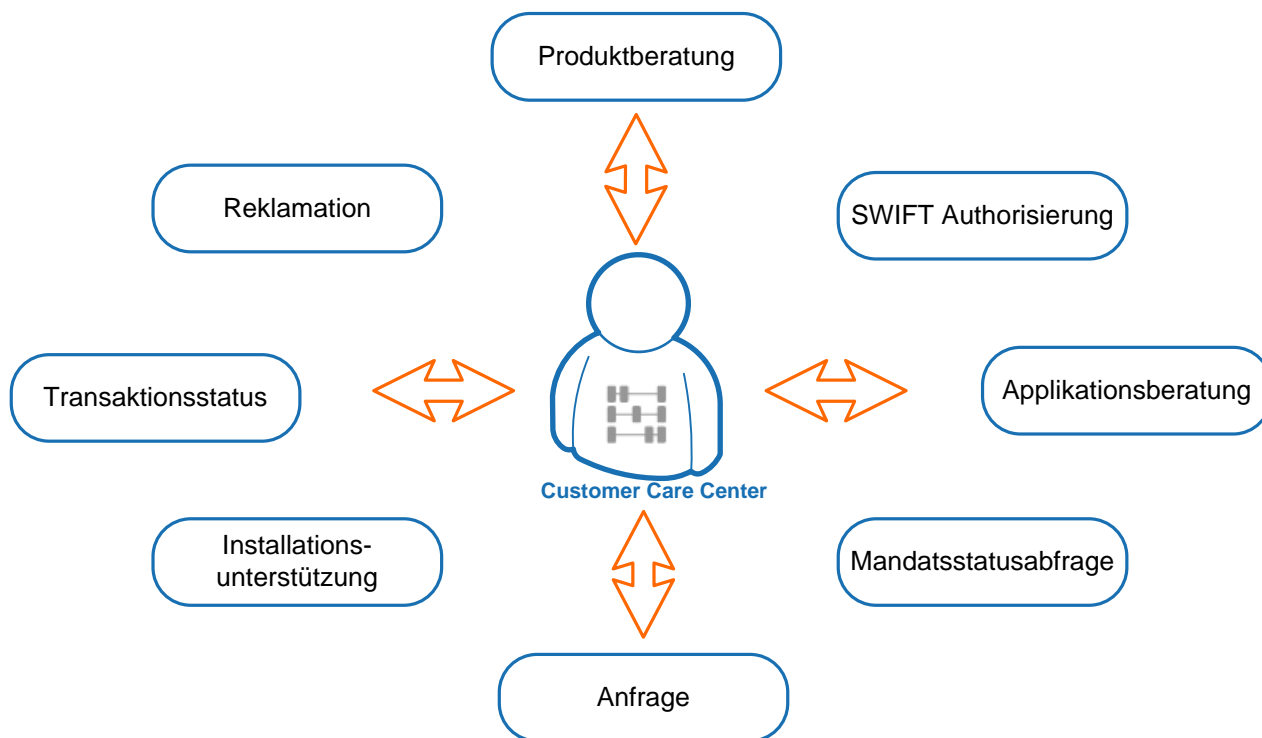 Produktberatung
Reklamation
SWIFT Authorisierung
Transaktionsstatus
Applikationsberatung
Customer Care Center
Installations-
unterstützung
Mandatsstatusabfrage
Anfrage